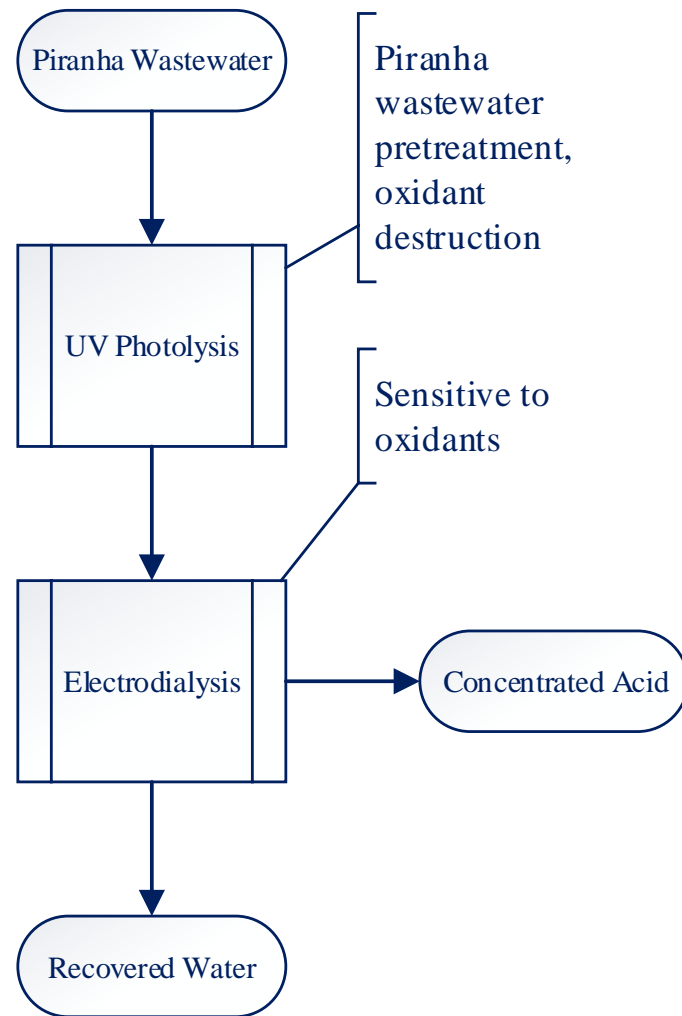 Piranha Wastewater
Piranha
wastewater
pretreatment,
oxidant
destruction
UV Photolysis
Sensitive to
oxidants
Electrodialysis
Concentrated Acid
Recovered Water